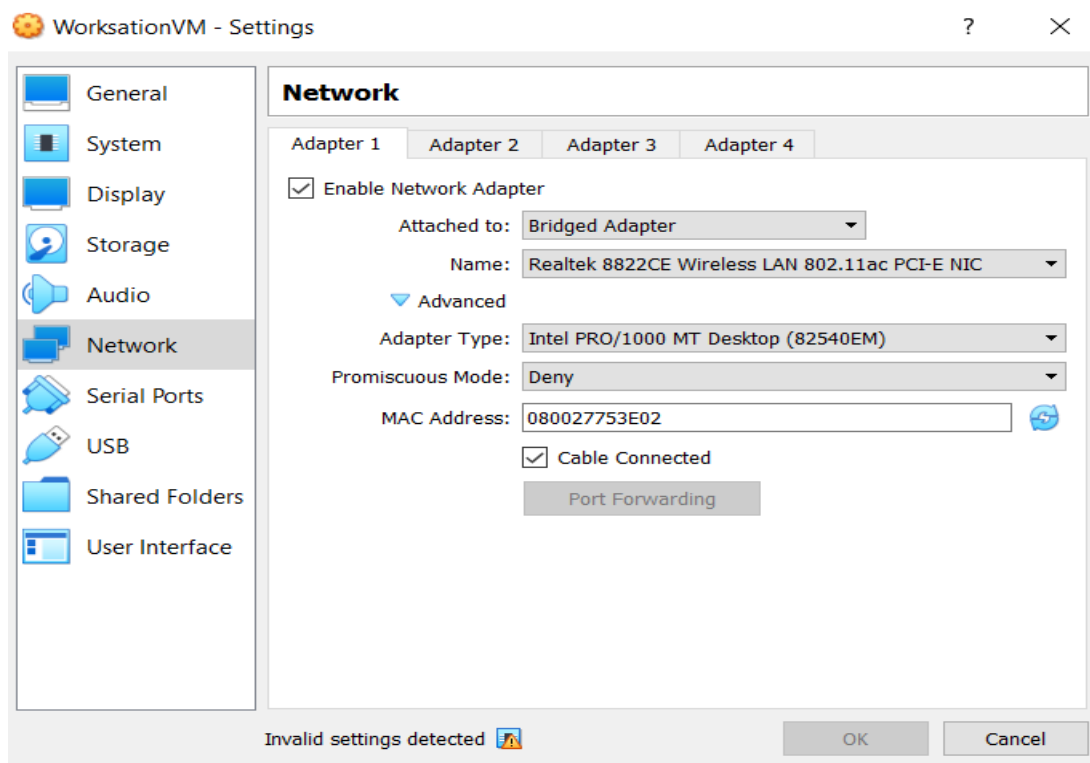 WorksationVM - Settings ?
General
System
Display
Storage
Audio
Network
Serial Ports
USB
Shared Folders
User Interface
Network
Adapter 1 Adapter 2 Adapter 3 Adapter 4
Enable Network Adapter
Attached to: Bridged Adapter
Name: Realtek 8822CE Wireless LAN 802.11ac PCI-E NIC
Advanced
Adapter Type: Intel PRO/1000 MT Desktop (82540EM)
Promiscuous Mode: Deny
MAC Address: 080027753E02
Cable Connected
Port Forwarding
Invalid settings detected
OK Cancel